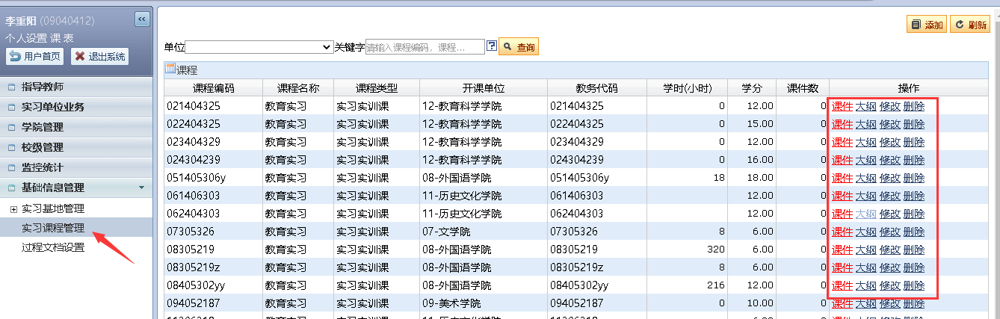 李重阳 (09040412)
个人设置 课 表
用户首页 退出系统
指导教师
实习单位业务
学院管理
校级管理
监控统计
基础信息管理
实习基地管理
实习课程管理
过程文档设置
添加 刷新
单位 关键字 请输入课程编码，课程... ? 查询
课程
课程编码 课程名称 课程类型 开课单位 教务代码 学时(小时) 学分 课件数 操作
021404325 教育实习 实习实训课 12-教育科学学院 021404325 0 12.00 0 课件 大纲 修改 删除
022404325 教育实习 实习实训课 12-教育科学学院 022404325 0 15.00 0 课件 大纲 修改 删除
023404329 教育实习 实习实训课 12-教育科学学院 023404329 0 12.00 0 课件 大纲 修改 删除
024304239 教育实习 实习实训课 12-教育科学学院 024304239 0 16.00 0 课件 大纲 修改 删除
051405306y 教育实习 实习实训课 08-外国语学院 051405306y 18 18.00 0 课件 大纲 修改 删除
061406303 教育实习 实习实训课 11-历史文化学院 061406303 12.00 0 课件 大纲 修改 删除
062404303 教育实习 实习实训课 11-历史文化学院 062404303 12.00 0 课件 大纲 修改 删除
07305326 教育实习 实习实训课 07-文学院 07305326 8 6.00 0 课件 大纲 修改 删除
08305219 教育实习 实习实训课 08-外国语学院 08305219 320 6.00 0 课件 大纲 修改 删除
08305219z 教育实习 实习实训课 08-外国语学院 08305219z 8 6.00 0 课件 大纲 修改 删除
08405302yy 教育实习 实习实训课 08-外国语学院 08405302yy 216 12.00 0 课件 大纲 修改 删除
094052187 教育实习 实习实训课 09-美术学院 094052187 0 10.00 0 课件 大纲 修改 删除